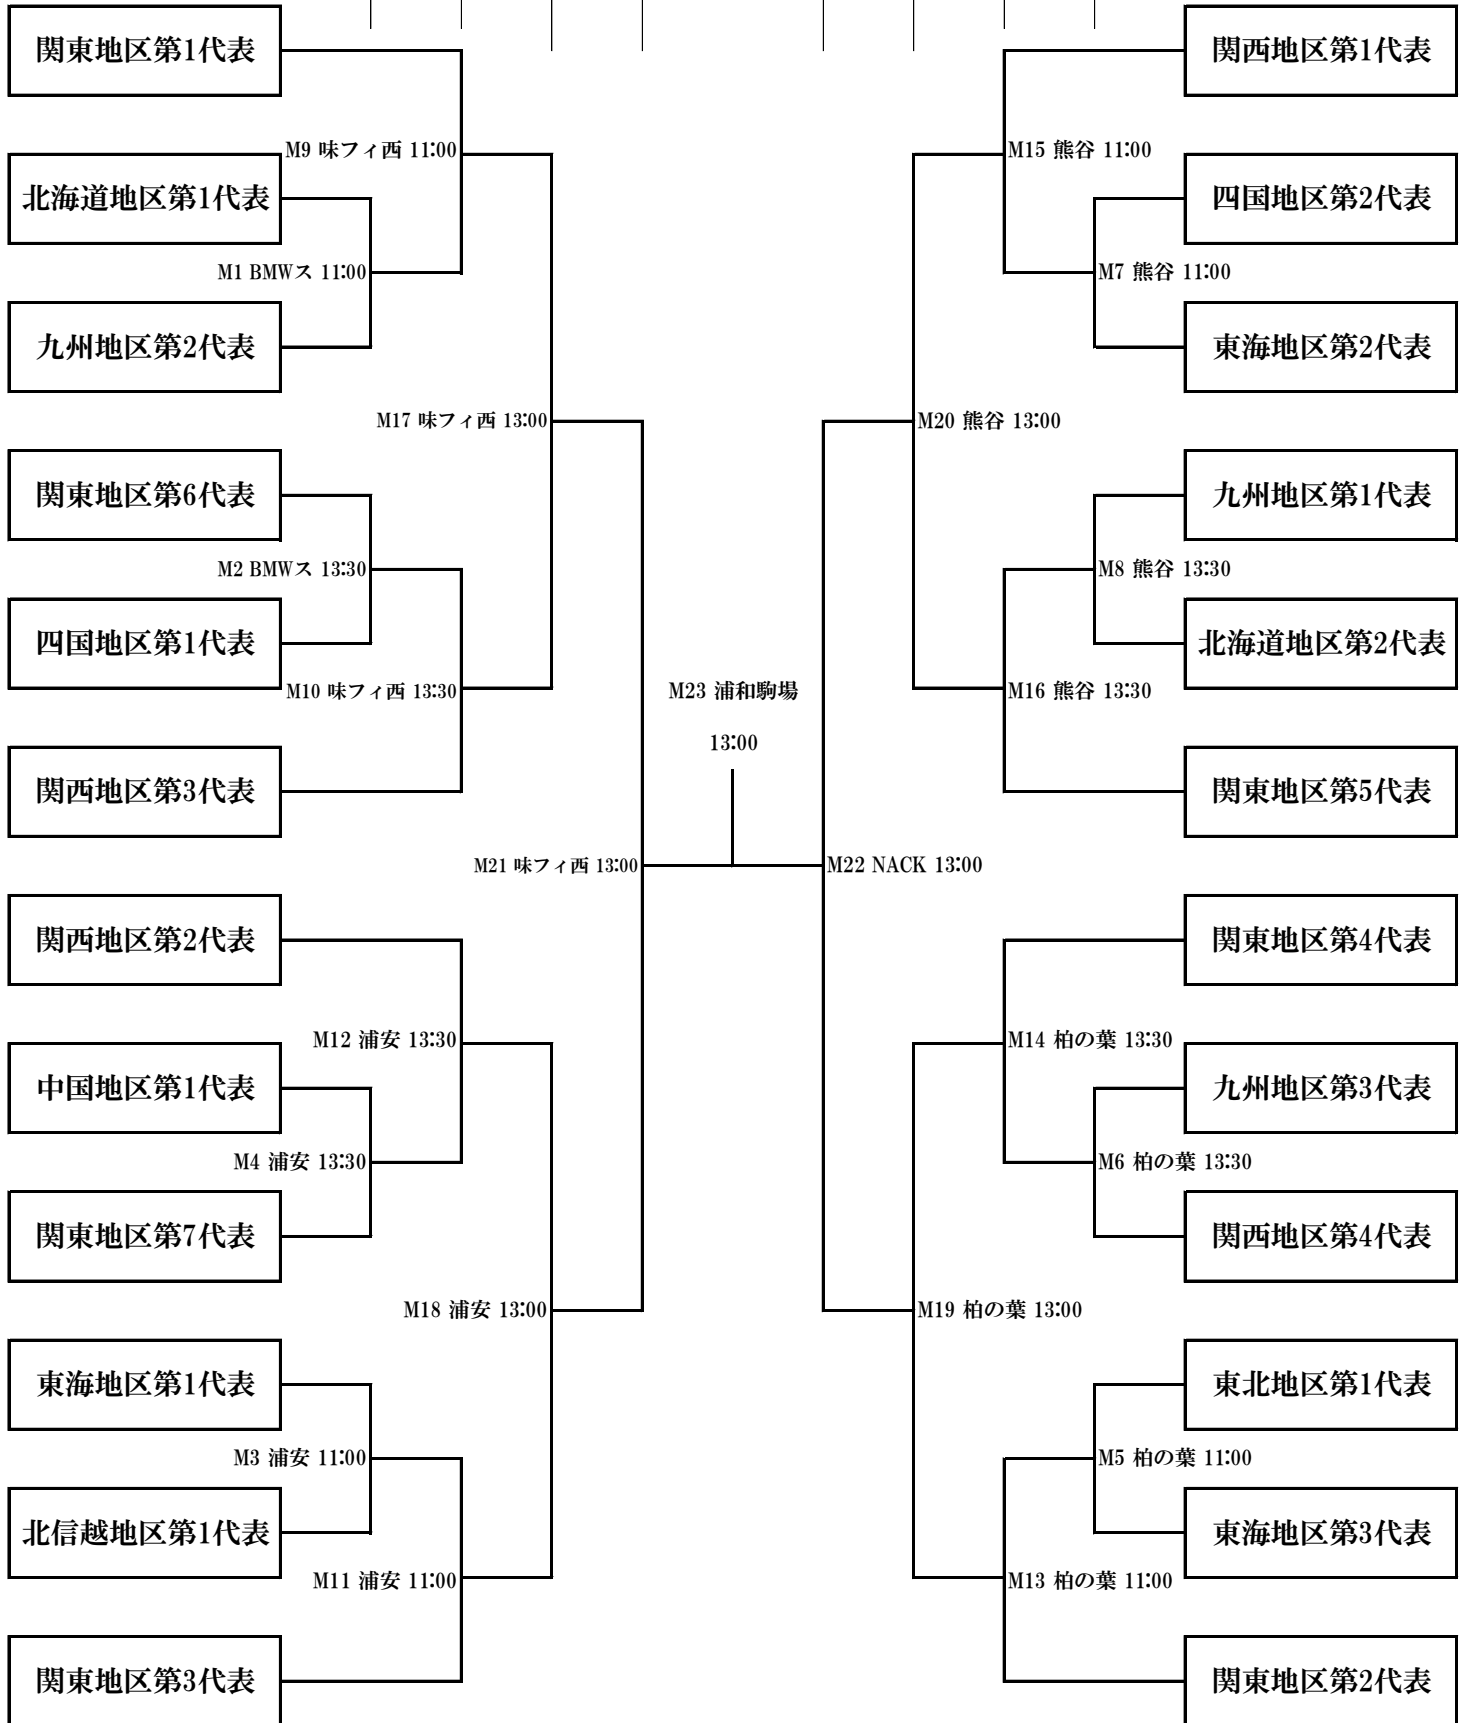 関東地区第1代表
M9 味フィ西 11:00
北海道地区第1代表
M1 BMWス 11:00
九州地区第2代表
M17 味フィ西 13:00
関東地区第6代表
M2 BMWス 13:30
四国地区第1代表
M10 味フィ西 13:30
関西地区第3代表
M21 味フィ西 13:00
関西地区第2代表
M12 浦安 13:30
中国地区第1代表
M4 浦安 13:30
関東地区第7代表
M18 浦安 13:00
東海地区第1代表
M3 浦安 11:00
北信越地区第1代表
M11 浦安 11:00
関東地区第3代表
M23 浦和駒場
13:00
関西地区第1代表
M15 熊谷 11:00
四国地区第2代表
M7 熊谷 11:00
東海地区第2代表
M20 熊谷 13:00
九州地区第1代表
M8 熊谷 13:30
北海道地区第2代表
M16 熊谷 13:30
関東地区第5代表
M22 NACK 13:00
関東地区第4代表
M14 柏の葉 13:30
九州地区第3代表
M6 柏の葉 13:30
関西地区第4代表
M19 柏の葉 13:00
東北地区第1代表
M5 柏の葉 11:00
東海地区第3代表
M13 柏の葉 11:00
関東地区第2代表